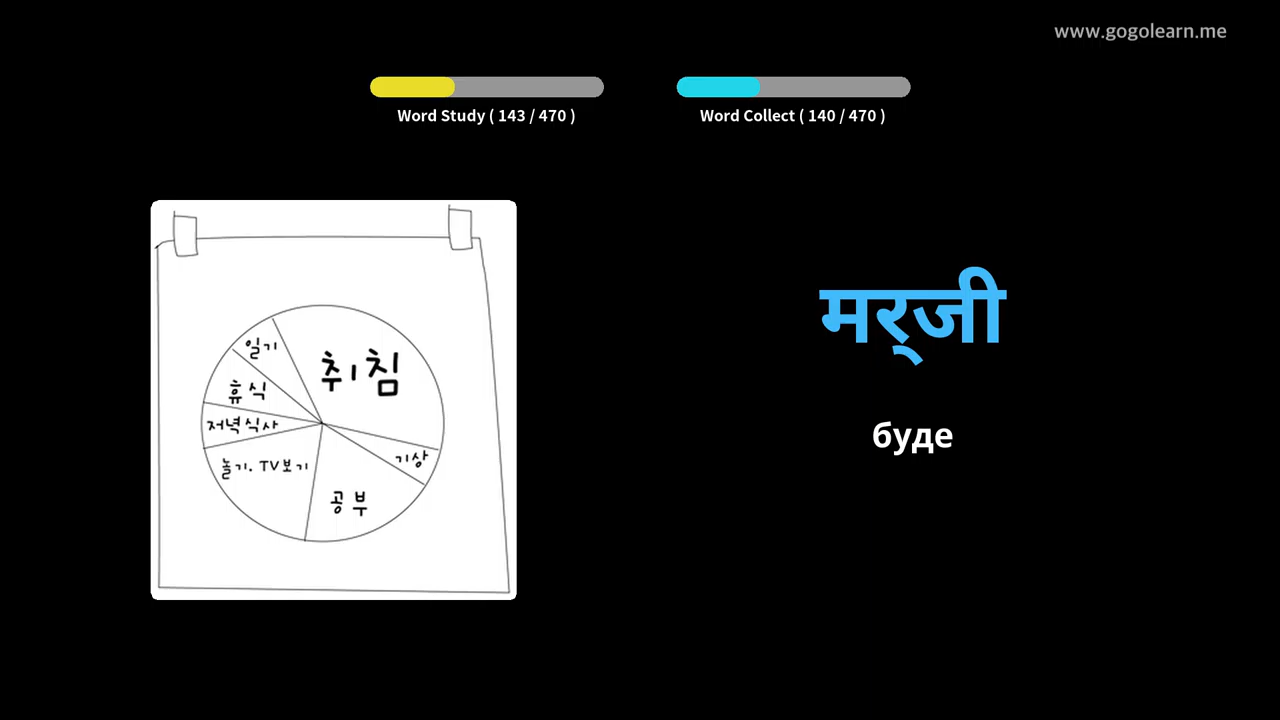 www.gogolearn.me
Word Study ( 143 / 470 )
Word Collect ( 140 / 470 )
일기
취침
휴식
저녁식사
놀기. TV보기
기상
공부
मर्‌जी
буде